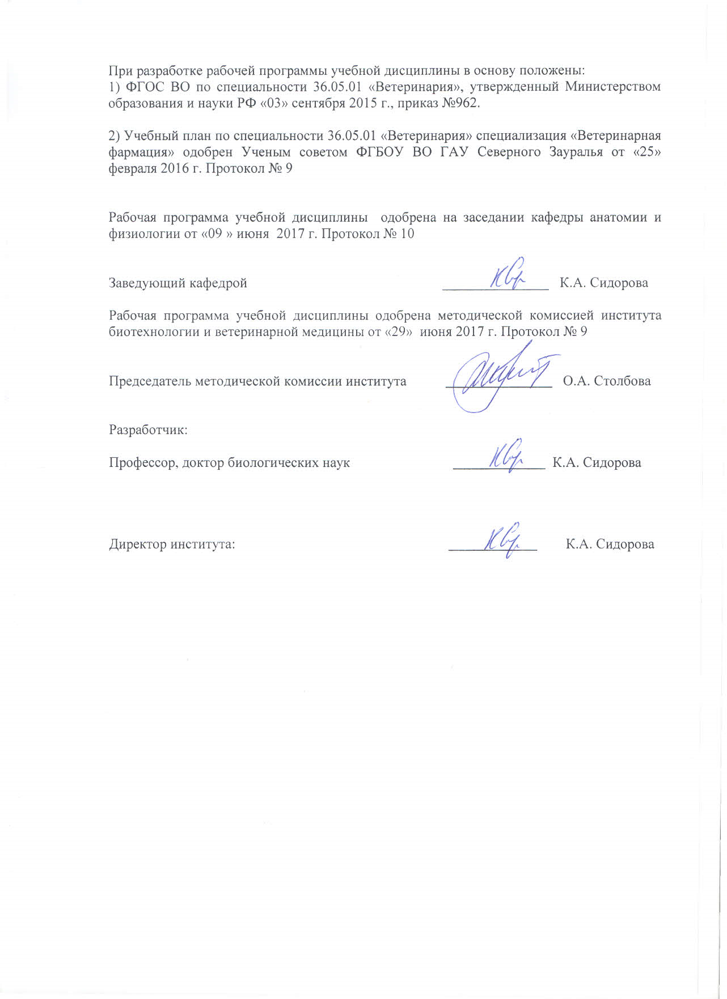 При разработке рабочей программы учебной дисциплины в основу положены:
1) ФГОС ВО по специальности 36.05.01 «Ветеринария», утвержденный Министерством
образования и науки РФ «03» сентября 2015 г., приказ №962.
2) Учебный план по специальности 36.05.01 «Ветеринария» специализация «Ветеринарная
фармация» одобрен Ученым советом ФГБОУ ВО ГАУ Северного Зауралья от «25»
февраля 2016 г. Протокол № 9
Рабочая программа учебной дисциплины одобрена на заседании кафедры анатомии и
физиологии от «09 » июня 2017 г. Протокол № 10
Заведующий кафедрой К.А. Сидорова
Рабочая программа учебной дисциплины одобрена методической комиссией института
биотехнологии и ветеринарной медицины от «29» июня 2017 г. Протокол № 9
Председатель методической комиссии института О.А. Столбова
Разработчик:
Профессор, доктор биологических наук К.А. Сидорова
Директор института: К.А. Сидорова